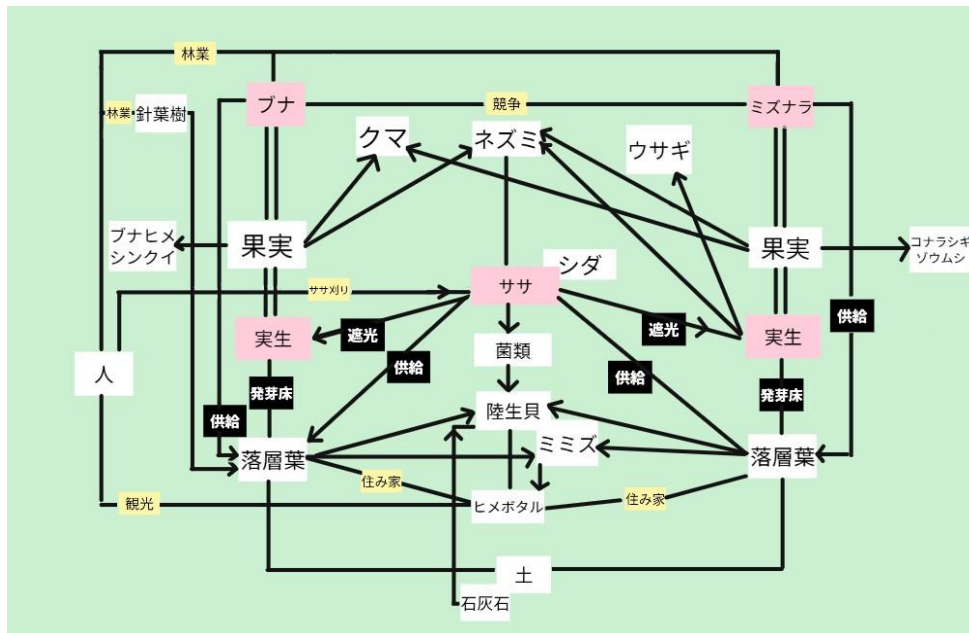 林業
ブナ
競争
ミズナラ
林業
針葉樹
クマ
ネズミ
ウサギ
ブナヒメ
シンクイ
果実
果実
コナラシギ
ゾウムシ
シダ
ササ刈り
ササ
供給
実生
遮光
遮光
実生
菌類
人
供給
供給
発芽床
発芽床
供給
陸生貝
落層葉
ミミズ
落層葉
住み家
住み家
観光
ヒメボタル
土
石灰石